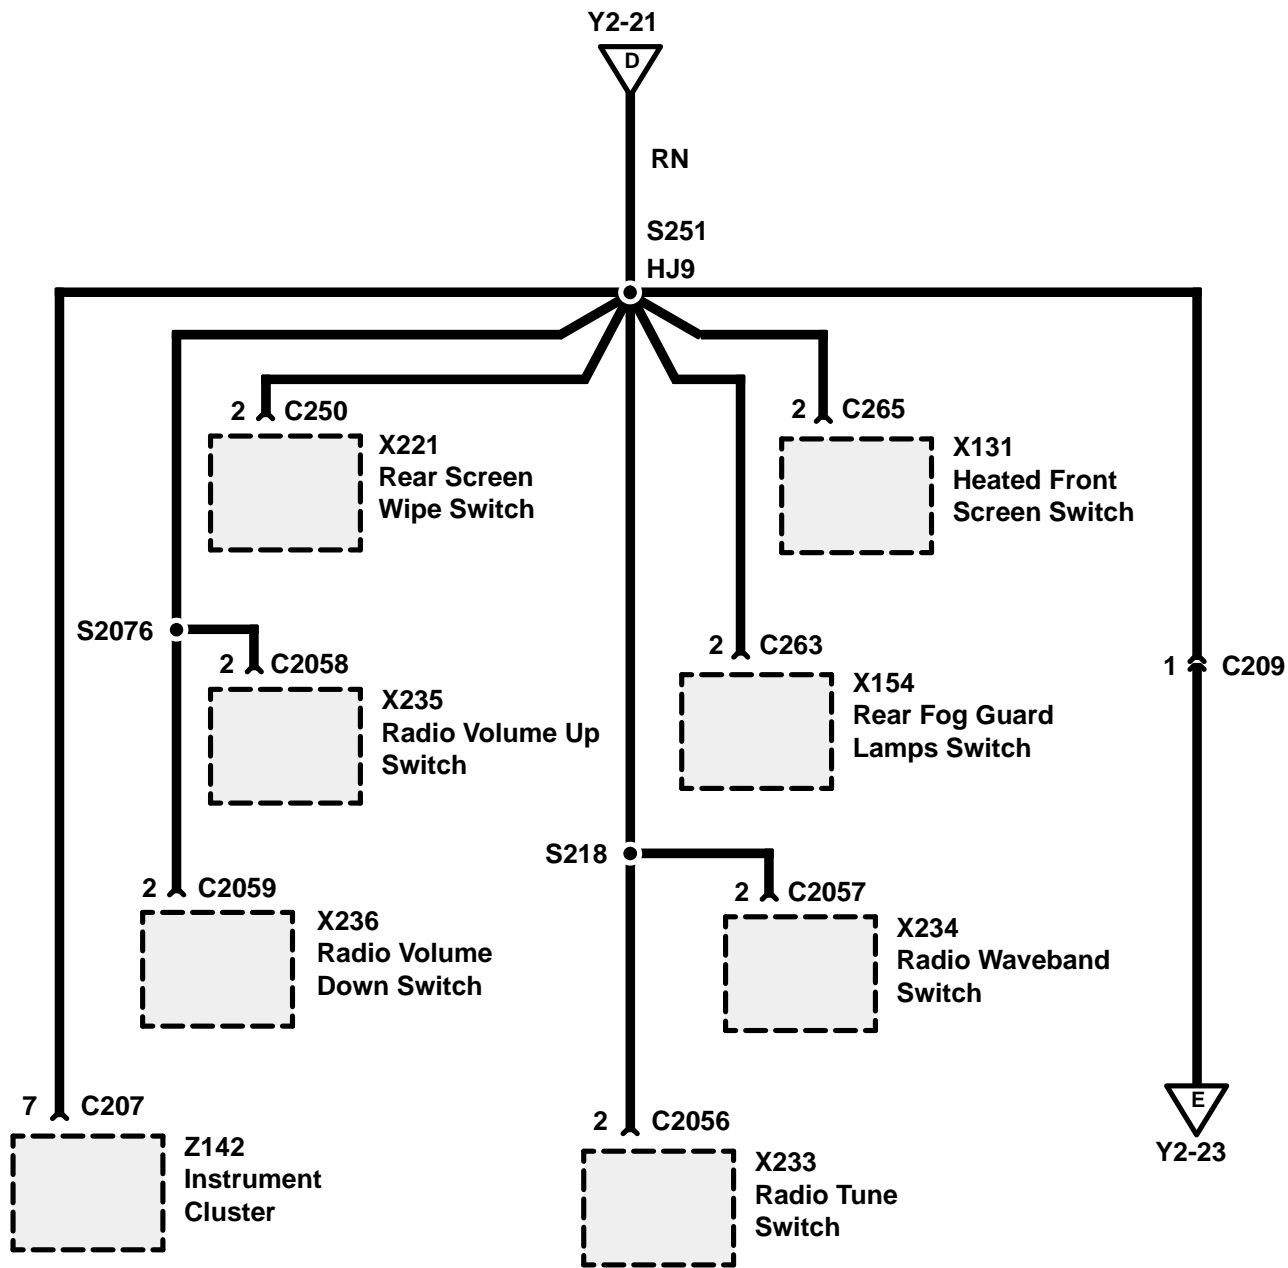 Y2-21
D
RN
S251
HJ9
2 C250
X221
Rear Screen
Wipe Switch
2 C265
X131
Heated Front
Screen Switch
S2076
2 C2058
X235
Radio Volume Up
Switch
2 C263
X154
Rear Fog Guard
Lamps Switch
1 C209
S218
2 C2059
X236
Radio Volume
Down Switch
2 C2057
X234
Radio Waveband
Switch
7 C207
Z142
Instrument
Cluster
2 C2056
X233
Radio Tune
Switch
E
Y2-23